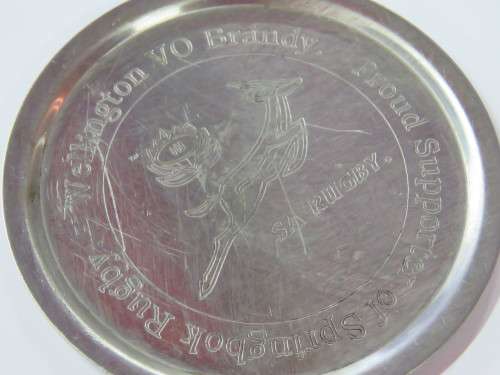 Wellington VO Brandy. Proud Supporter of Springbok Rugby.
SA RUGBY.